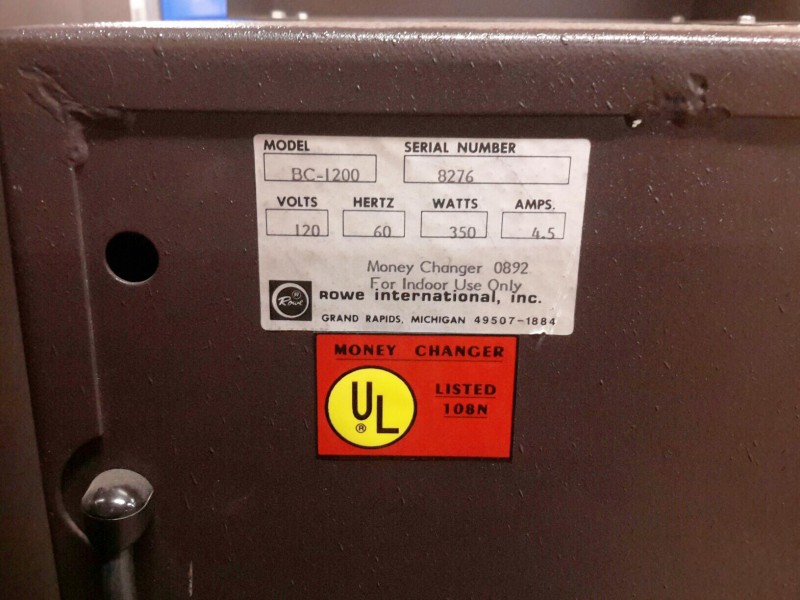 MODEL SERIAL NUMBER
BC-1200 8276
VOLTS HERTZ WATTS AMPS.
120 60 350 4.5
Money Changer 0892
For Indoor Use Only
Rowe ® ROWE international, inc.
GRAND RAPIDS, MICHIGAN 49507-1884
MONEY CHANGER
UL ® LISTED
108N